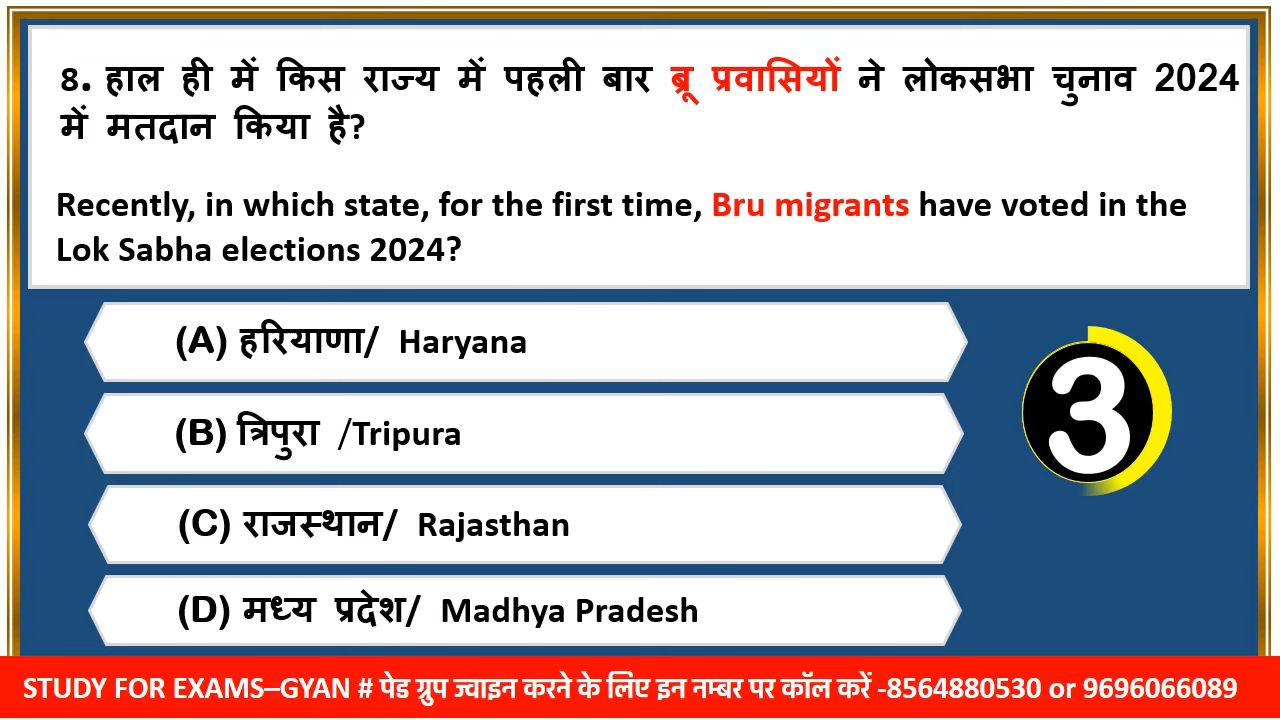 8. हाल ही में किस राज्य में पहली बार ब्रू प्रवासियों ने लोकसभा चुनाव 2024
में मतदान किया है?
Recently, in which state, for the first time, Bru migrants have voted in the
Lok Sabha elections 2024?
(A) हरियाणा/ Haryana
(B) त्रिपुरा /Tripura
(C) राजस्थान/ Rajasthan
(D) मध्य प्रदेश/ Madhya Pradesh
3
STUDY FOR EXAMS–GYAN # पेड ग्रुप ज्वाइन करने के लिए इन नम्बर पर कॉल करें -8564880530 or 9696066089